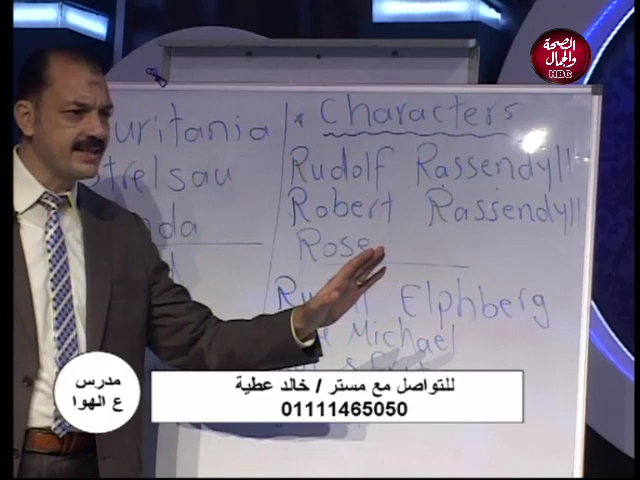 الصحة
والجمال
HBC
uritania
trelsau
nda
* Characters
Rudolf Rassendyll
Robert Rassendyll
Rose
Elphberg
Michael
مدرس
ع الهوا
للتواصل مع مستر / خالد عطية
01111465050